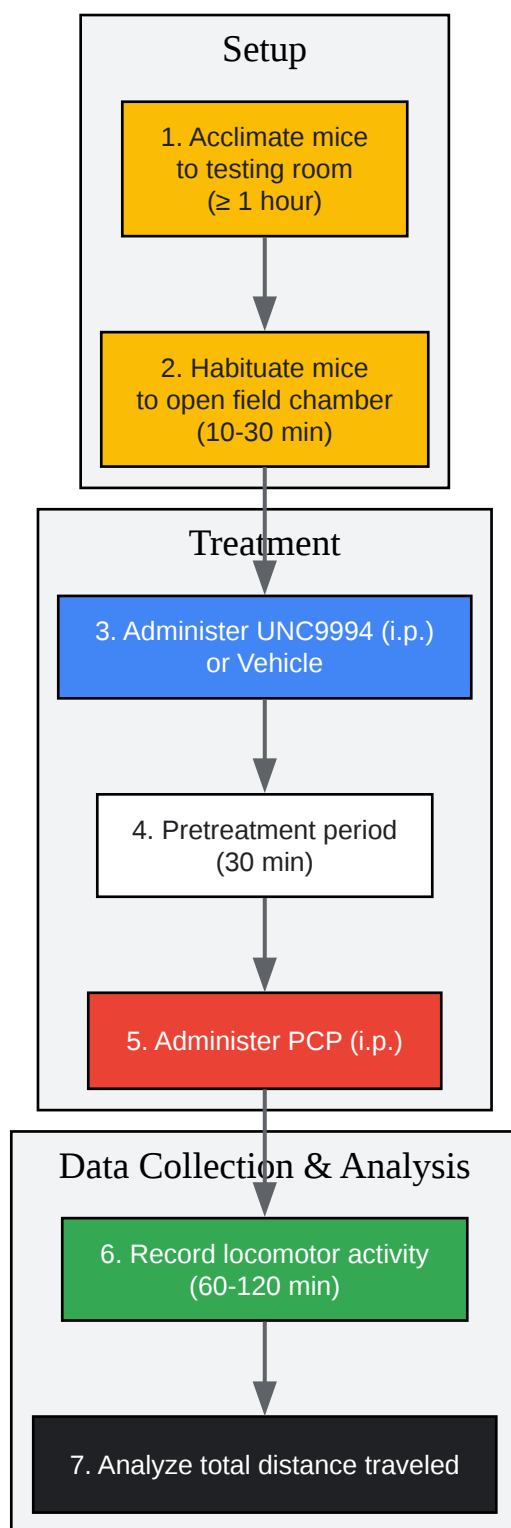 Setup
1. Acclimate mice
to testing room
(≥ 1 hour)
2. Habituate mice
to open field chamber
(10-30 min)
Treatment
3. Administer UNC9994 (i.p.)
or Vehicle
4. Pretreatment period
(30 min)
5. Administer PCP (i.p.)
Data Collection & Analysis
6. Record locomotor activity
(60-120 min)
7. Analyze total distance traveled